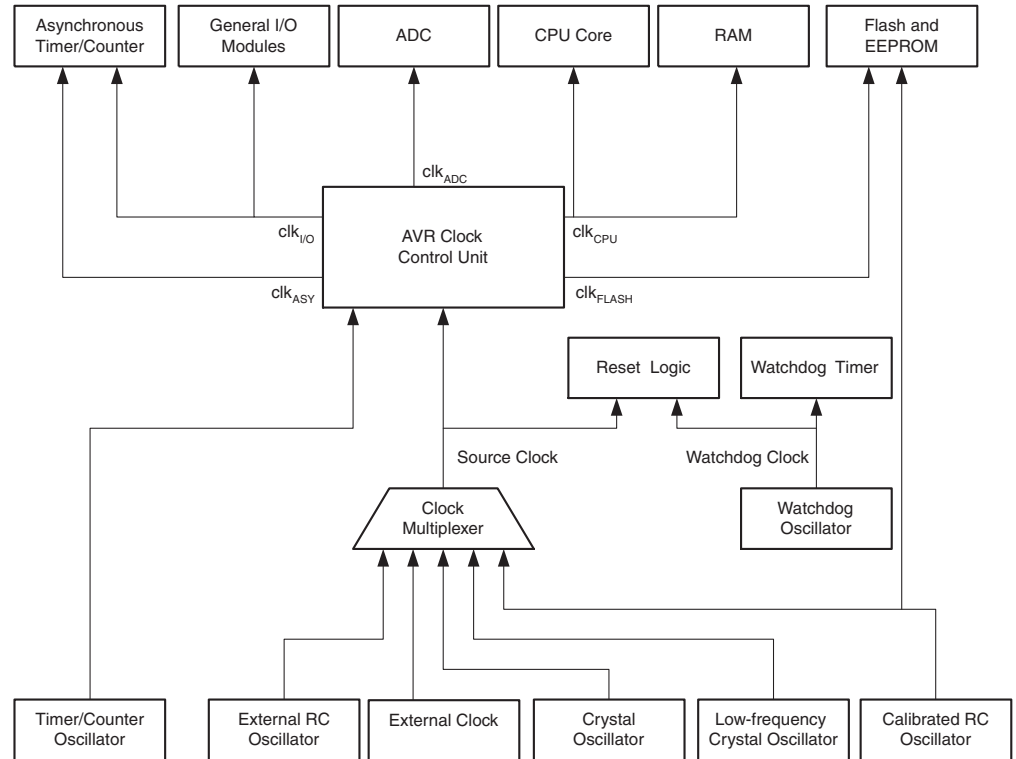 Asynchronous
Timer/Counter
General I/O
Modules
ADC
CPU Core
RAM
Flash and
EEPROM
clkADC
clkI/O
AVR Clock
Control Unit
clkCPU
clkASY
clkFLASH
Reset Logic
Watchdog Timer
Source Clock
Watchdog Clock
Clock
Multiplexer
Watchdog
Oscillator
Timer/Counter
Oscillator
External RC
Oscillator
External Clock
Crystal
Oscillator
Low-frequency
Crystal Oscillator
Calibrated RC
Oscillator